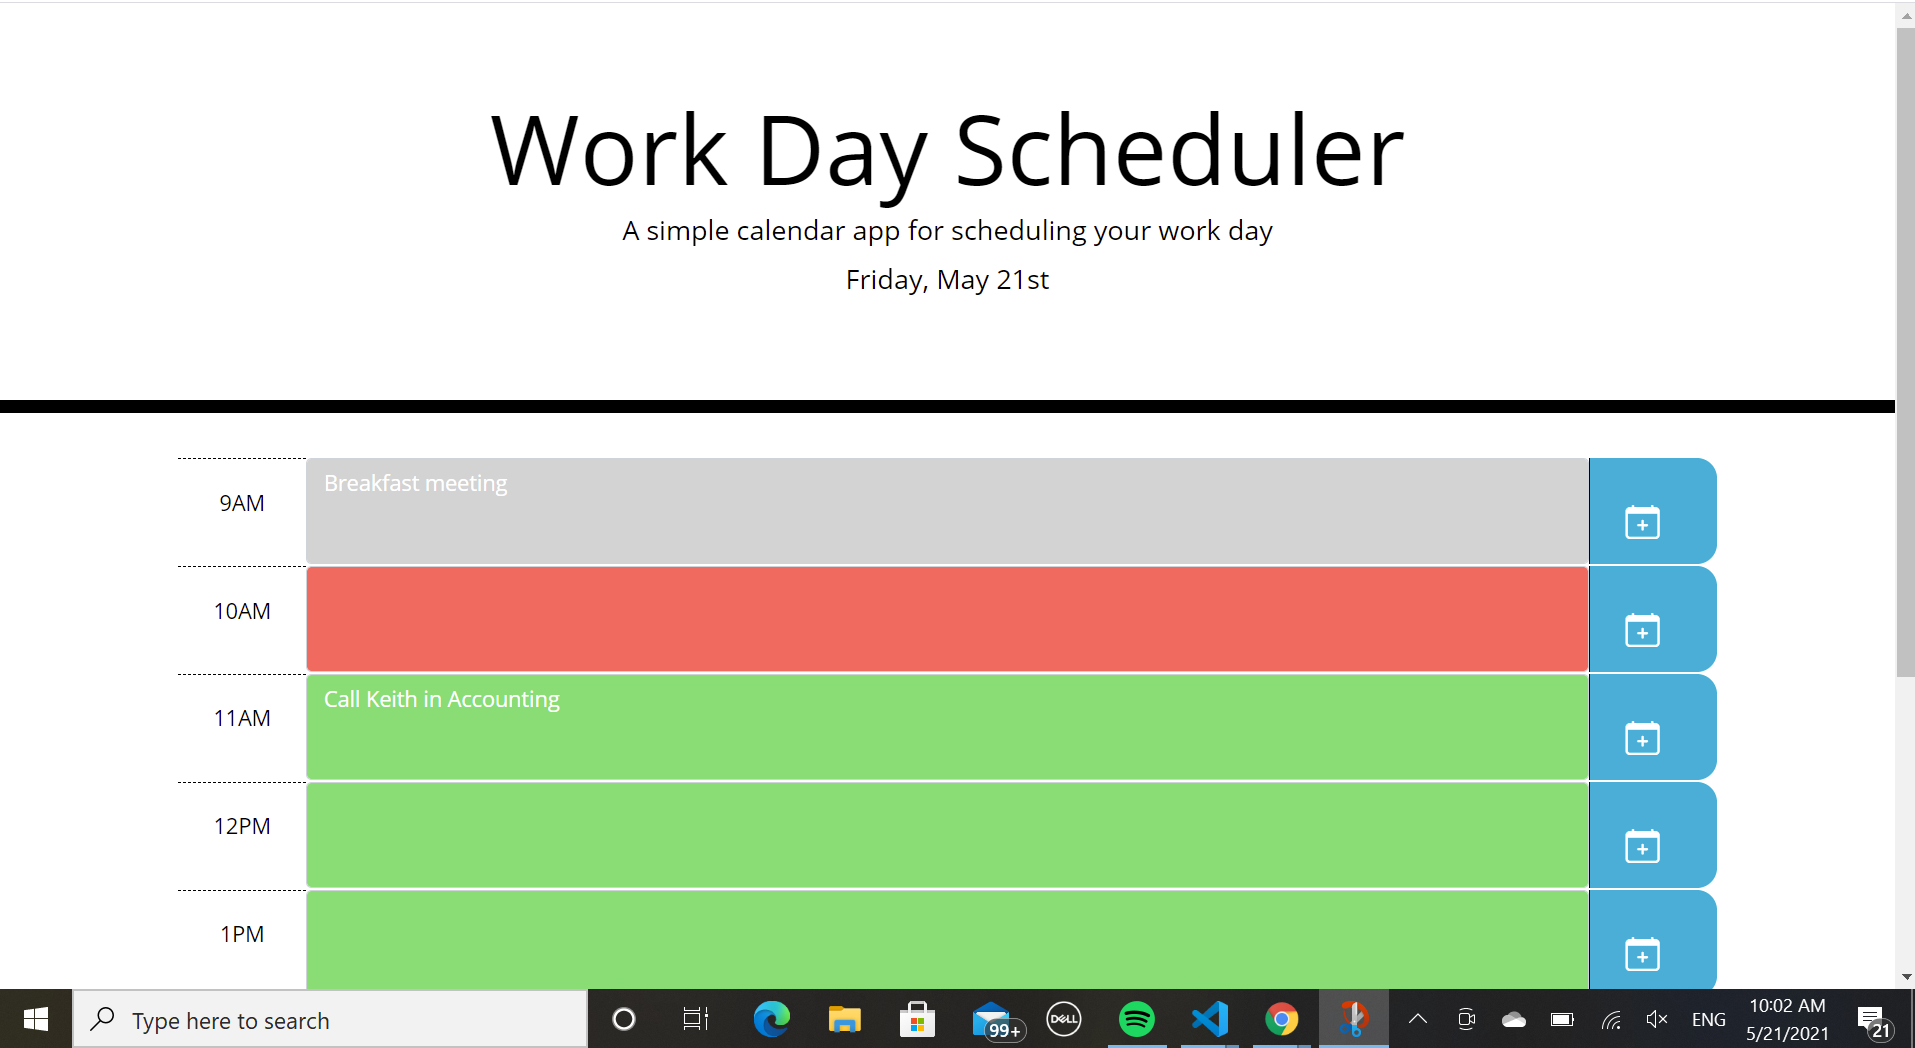 Work Day Scheduler
A simple calendar app for scheduling your work day
Friday, May 21st
9AM
Breakfast meeting
10AM
11AM
Call Keith in Accounting
12PM
1PM
Type here to search
99+
DELL
ENG
10:02 AM
5/21/2021
21